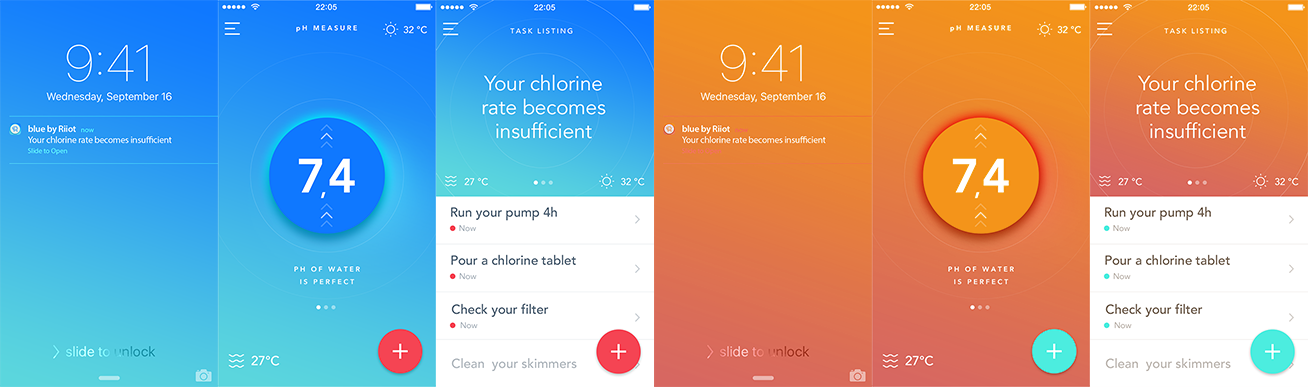 9:41
Wednesday, September 16
blue by Riiot now
Your chlorine rate becomes insufficient
Slide to Open
slide to unlock
22:05
pH MEASURE
32 °C
7,4
PH OF WATER
IS PERFECT
27°C
+
22:05
TASK LISTING
Your chlorine
rate becomes
insufficient
27 °C
32 °C
Run your pump 4h
Now
Pour a chlorine tablet
Now
Check your filter
Now
Clean your skimmers
+
9:41
Wednesday, September 16
blue by Riiot now
Your chlorine rate becomes insufficient
slide to unlock
22:05
pH MEASURE
32 °C
7,4
PH OF WATER
IS PERFECT
27°C
+
22:05
TASK LISTING
Your chlorine
rate becomes
insufficient
27 °C
32 °C
Run your pump 4h
Now
Pour a chlorine tablet
Now
Check your filter
Now
Clean your skimmers
+